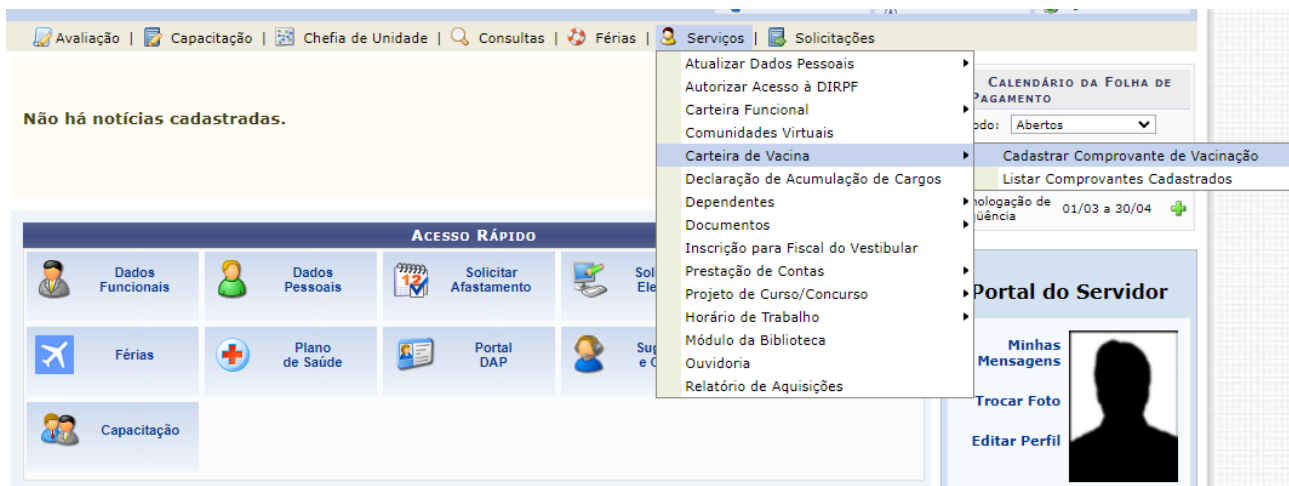 Avaliação | Capacitação | Chefia de Unidade | Consultas | Férias | Serviços | Solicitações
Não há notícias cadastradas.
Atualizar Dados Pessoais
Autorizar Acesso à DIRPF
Carteira Funcional
Comunidades Virtuais
Carteira de Vacina
Declaração de Acumulação de Cargos
Dependentes
Documentos
Inscrição para Fiscal do Vestibular
Prestação de Contas
Projeto de Curso/Concurso
Horário de Trabalho
Módulo da Biblioteca
Ouvidoria
Relatório de Aquisições
Cadastrar Comprovante de Vacinação
Listar Comprovantes Cadastrados
CALENDÁRIO DA FOLHA DE
PAGAMENTO
Abertos
de
01/03 a 30/04
ACESSO RÁPIDO
Dados
Funcionais
Dados
Pessoais
Solicitar
Afastamento
Férias
Plano
de Saúde
Portal
DAP
Capacitação
Portal do Servidor
Minhas
Mensagens
Trocar Foto
Editar Perfil